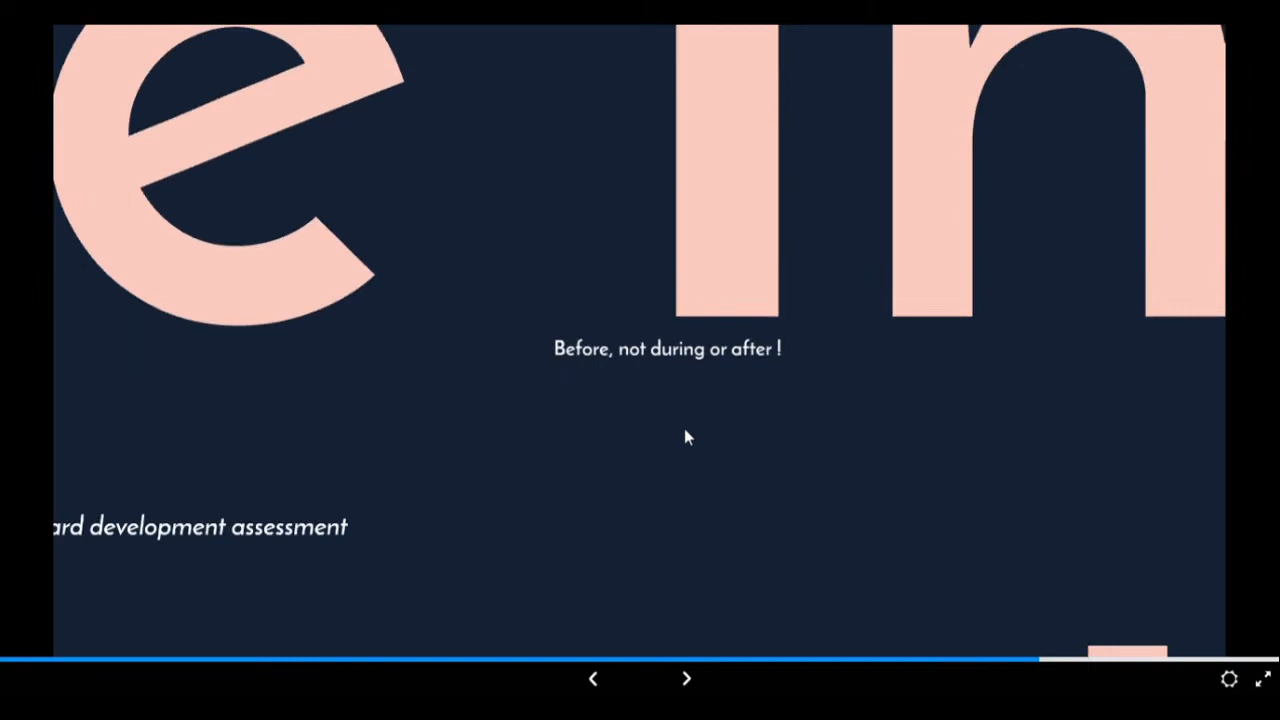 e in
Before, not during or after !
ard development assessment